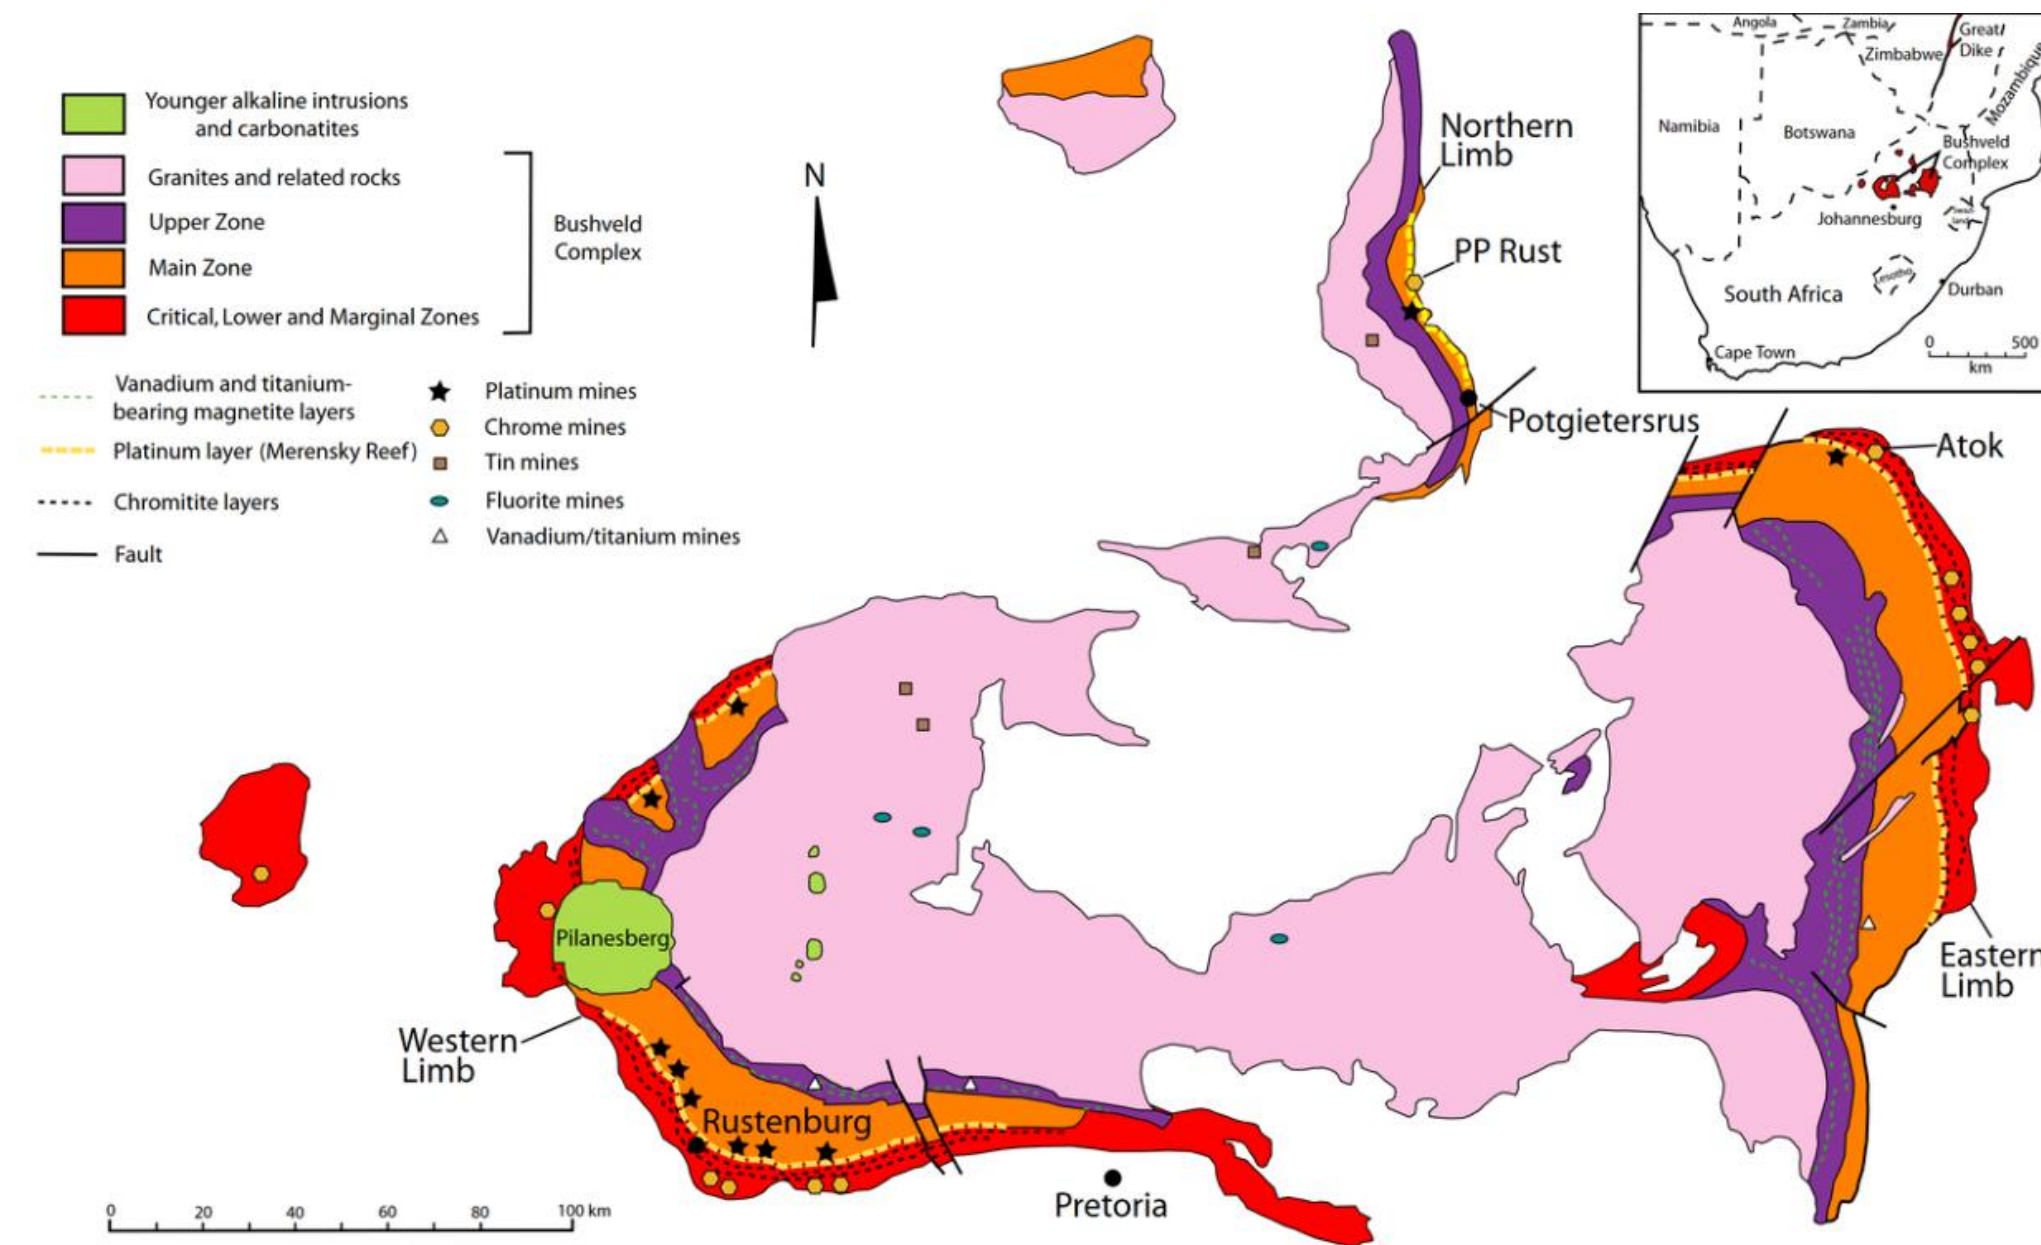 Younger alkaline intrusions
and carbonatites
Granites and related rocks
Upper Zone
Main Zone
Critical, Lower and Marginal Zones
Bushveld
Complex
Vanadium and titanium-
bearing magnetite layers
Platinum layer (Merensky Reef)
Chromitite layers
Fault
Platinum mines
Chrome mines
Tin mines
Fluorite mines
Vanadium/titanium mines
N
Northern
Limb
PP Rust
Potgietersrus
Angola
Zambia
Great
Dike
Zimbabwe
Mozambique
Namibia
Botswana
Bushveld
Complex
Johannesburg
Lesotho
South Africa
Durban
Cape Town
0 500
km
Atok
Eastern
Limb
Pilanesberg
Western
Limb
Rustenburg
Pretoria
0 20 40 60 80 100 km